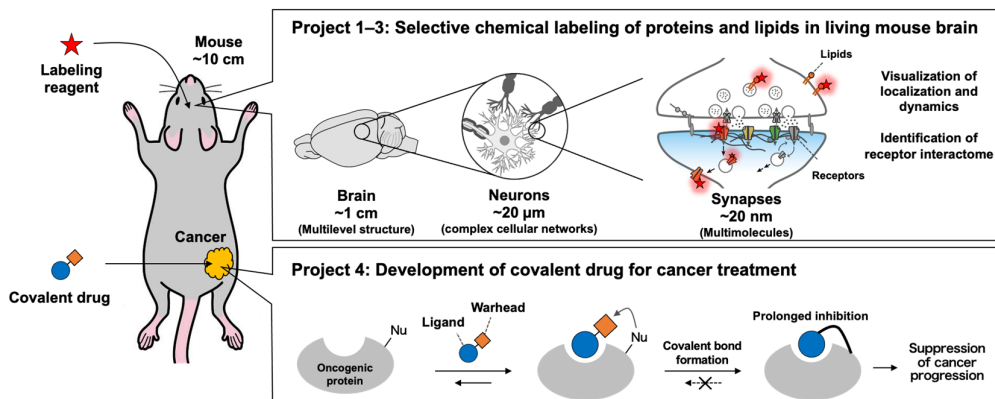 Labeling
reagent
Mouse
~10 cm
Cancer
Covalent drug
Project 1–3: Selective chemical labeling of proteins and lipids in living mouse brain
Brain
~1 cm
(Multilevel structure)
Neurons
~20 µm
(complex cellular networks)
Lipids
Receptors
Synapses
~20 nm
(Multimolecules)
Visualization of
localization and
dynamics
Identification of
receptor interactome
Project 4: Development of covalent drug for cancer treatment
Nu
Oncogenic
protein
Ligand
Warhead
Nu
Covalent bond
formation
Prolonged inhibition
Suppression
of cancer
progression